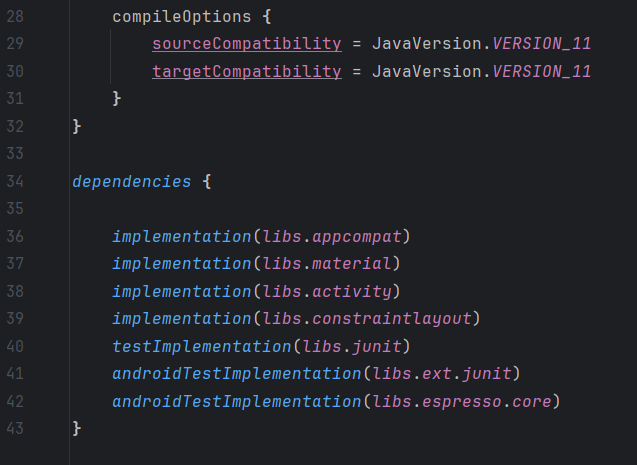 28 compileOptions {
29 sourceCompatibility = JavaVersion.VERSION_11
30 targetCompatibility = JavaVersion.VERSION_11
31 }
32 }
33
34 dependencies {
35
36 implementation(libs.appcompat)
37 implementation(libs.material)
38 implementation(libs.activity)
39 implementation(libs.constraintlayout)
40 testImplementation(libs.junit)
41 androidTestImplementation(libs.ext.junit)
42 androidTestImplementation(libs.espresso.core)
43 }